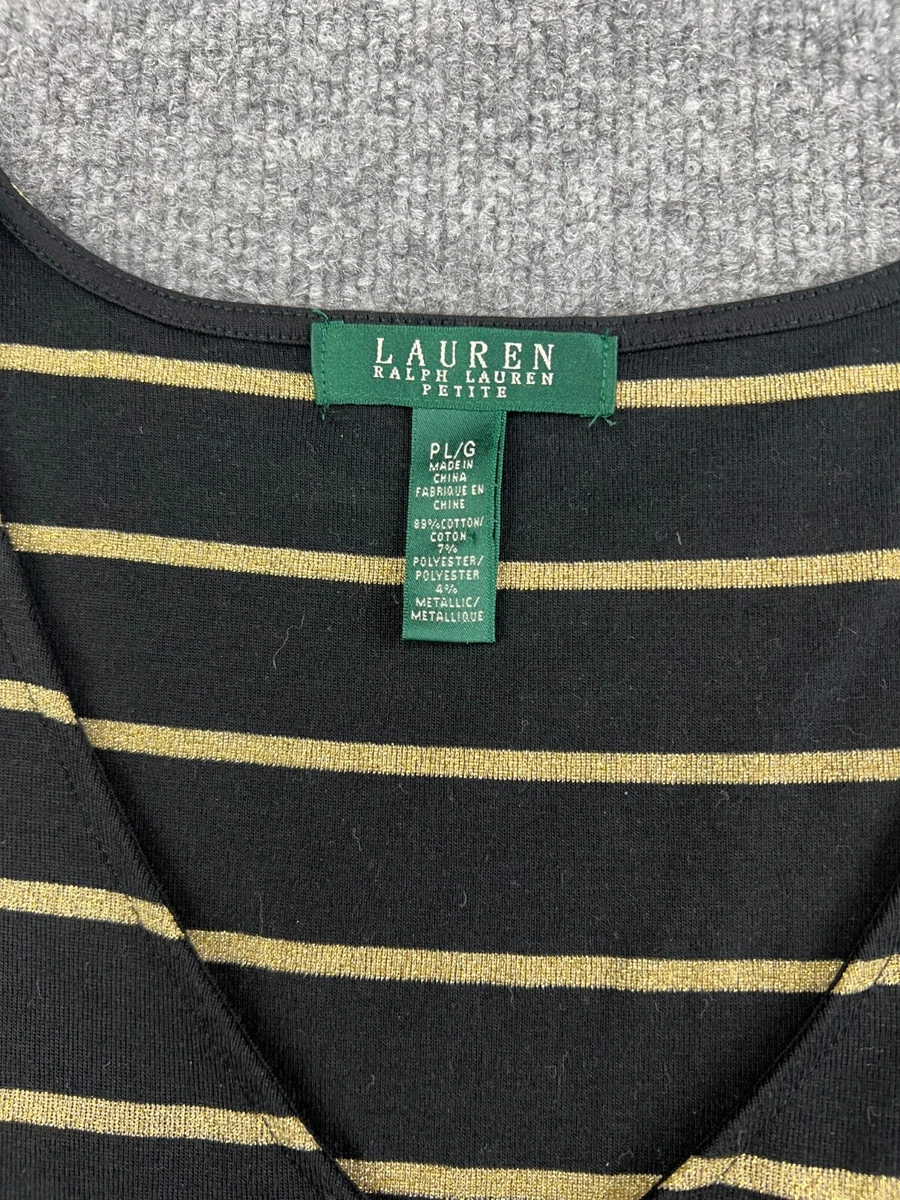 LAUREN
RALPH LAUREN
PETITE
PL/G
MADE IN
CHINA
FABRIQUE EN
CHINE
89% COTTON/
COTON
7%
POLYESTER/
POLYESTER
4%
METALLIC/
METALLIQUE